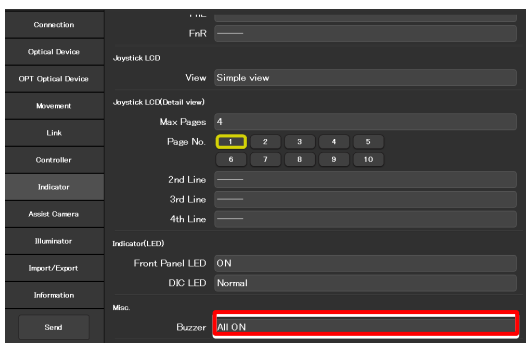 Connection
Optical Device
OPT Optical Device
Movement
Link
Controller
Indicator
Assist Camera
Illuminator
Import/Export
Information
Send
FnR
Joystick LCD
View Simple view
Joystick LCD(Detail view)
Max Pages 4
Page No. 1 2 3 4 5
6 7 8 9 10
2nd Line
3rd Line
4th Line
Indicator(LED)
Front Panel LED ON
DIC LED Normal
Misc.
Buzzer All ON